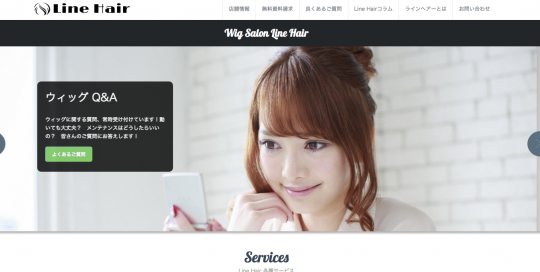 Line Hair
店舗情報
無料資料請求
良くあるご質問
Line Hairコラム
ラインヘアーとは
お問い合わせ
Wig Salon Line Hair
ウィッグ Q&A
ウィッグに関する質問、常時受け付けています！動
いても大丈夫？　メンテナンスはどうしたらいい
の？　皆さんのご質問にお答えします！
よくあるご質問
Services
Line Hair 各種サービス